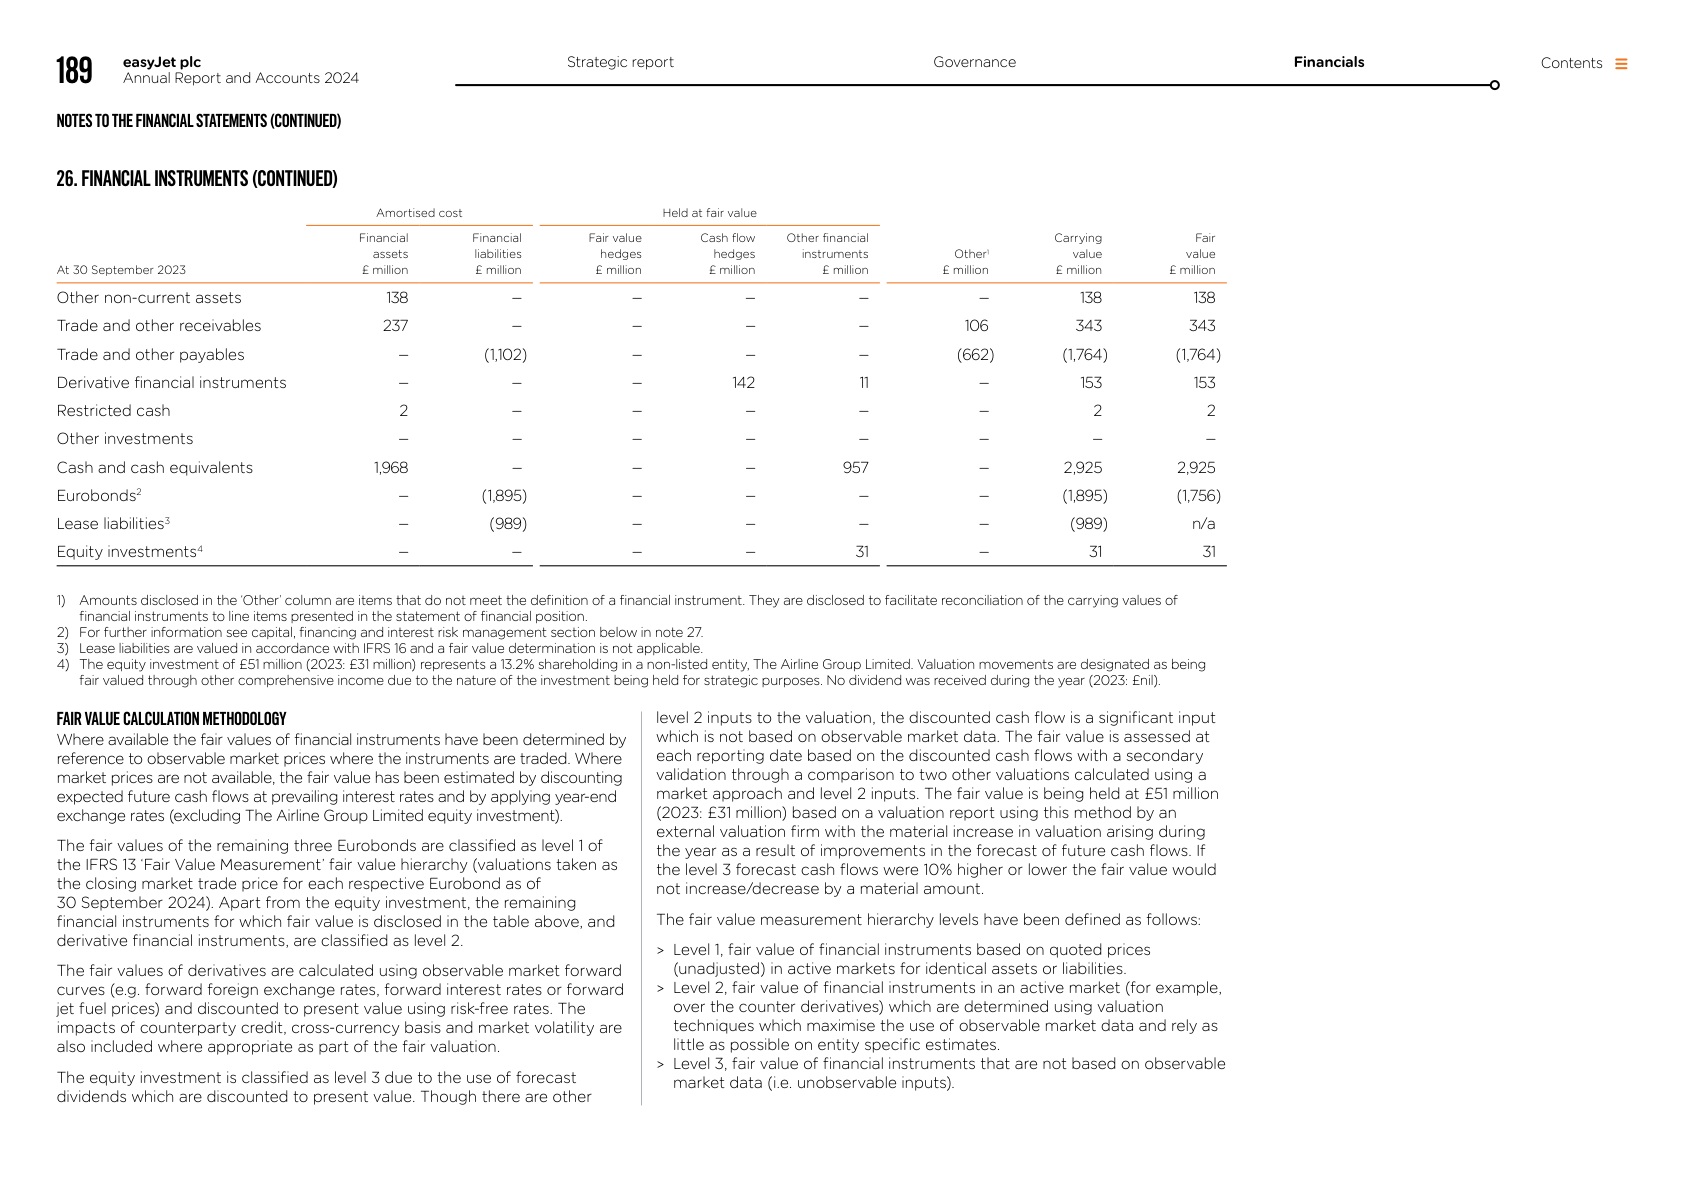 189 easyJet plc Strategic report Governance Financials Contents
Annual Report and Accounts 2024
NOTES TO THE FINANCIAL STATEMENTS (CONTINUED)
26. FINANCIAL INSTRUMENTS (CONTINUED)
Amortised cost Held at fair value
Financial Financial Fair value Cash flow Other financial Carrying Fair
assets liabilities hedges hedges instruments Other¹ value value
At 30 September 2023 £ million £ million £ million £ million £ million £ million £ million £ million
Other non-current assets 138 – – – – – 138 138
Trade and other receivables 237 – – – – 106 343 343
Trade and other payables – (1,102) – – – (662) (1,764) (1,764)
Derivative financial instruments – – – 142 11 – 153 153
Restricted cash 2 – – – – – 2 2
Other investments – – – – – – – –
Cash and cash equivalents 1,968 – – – 957 – 2,925 2,925
Eurobonds² – (1,895) – – – – (1,895) (1,756)
Lease liabilities³ – (989) – – – – (989) n/a
Equity investments⁴ – – – – 31 – 31 31
1) Amounts disclosed in the 'Other' column are items that do not meet the definition of a financial instrument. They are disclosed to facilitate reconciliation of the carrying values of
financial instruments to line items presented in the statement of financial position.
2) For further information see capital, financing and interest risk management section below in note 27.
3) Lease liabilities are valued in accordance with IFRS 16 and a fair value determination is not applicable.
4) The equity investment of £51 million (2023: £31 million) represents a 13.2% shareholding in a non-listed entity, The Airline Group Limited. Valuation movements are designated as being
fair valued through other comprehensive income due to the nature of the investment being held for strategic purposes. No dividend was received during the year (2023: £nil).
FAIR VALUE CALCULATION METHODOLOGY
Where available the fair values of financial instruments have been determined by
reference to observable market prices where the instruments are traded. Where
market prices are not available, the fair value has been estimated by discounting
expected future cash flows at prevailing interest rates and by applying year-end
exchange rates (excluding The Airline Group Limited equity investment).
The fair values of the remaining three Eurobonds are classified as level 1 of
the IFRS 13 'Fair Value Measurement' fair value hierarchy (valuations taken as
the closing market trade price for each respective Eurobond as of
30 September 2024). Apart from the equity investment, the remaining
financial instruments for which fair value is disclosed in the table above, and
derivative financial instruments, are classified as level 2.
The fair values of derivatives are calculated using observable market forward
curves (e.g. forward foreign exchange rates, forward interest rates or forward
jet fuel prices) and discounted to present value using risk-free rates. The
impacts of counterparty credit, cross-currency basis and market volatility are
also included where appropriate as part of the fair valuation.
The equity investment is classified as level 3 due to the use of forecast
dividends which are discounted to present value. Though there are other
level 2 inputs to the valuation, the discounted cash flow is a significant input
which is not based on observable market data. The fair value is assessed at
each reporting date based on the discounted cash flows with a secondary
validation through a comparison to two other valuations calculated using a
market approach and level 2 inputs. The fair value is being held at £51 million
(2023: £31 million) based on a valuation report using this method by an
external valuation firm with the material increase in valuation arising during
the year as a result of improvements in the forecast of future cash flows. If
the level 3 forecast cash flows were 10% higher or lower the fair value would
not increase/decrease by a material amount.
The fair value measurement hierarchy levels have been defined as follows:
> Level 1, fair value of financial instruments based on quoted prices
(unadjusted) in active markets for identical assets or liabilities.
> Level 2, fair value of financial instruments in an active market (for example,
over the counter derivatives) which are determined using valuation
techniques which maximise the use of observable market data and rely as
little as possible on entity specific estimates.
> Level 3, fair value of financial instruments that are not based on observable
market data (i.e. unobservable inputs).